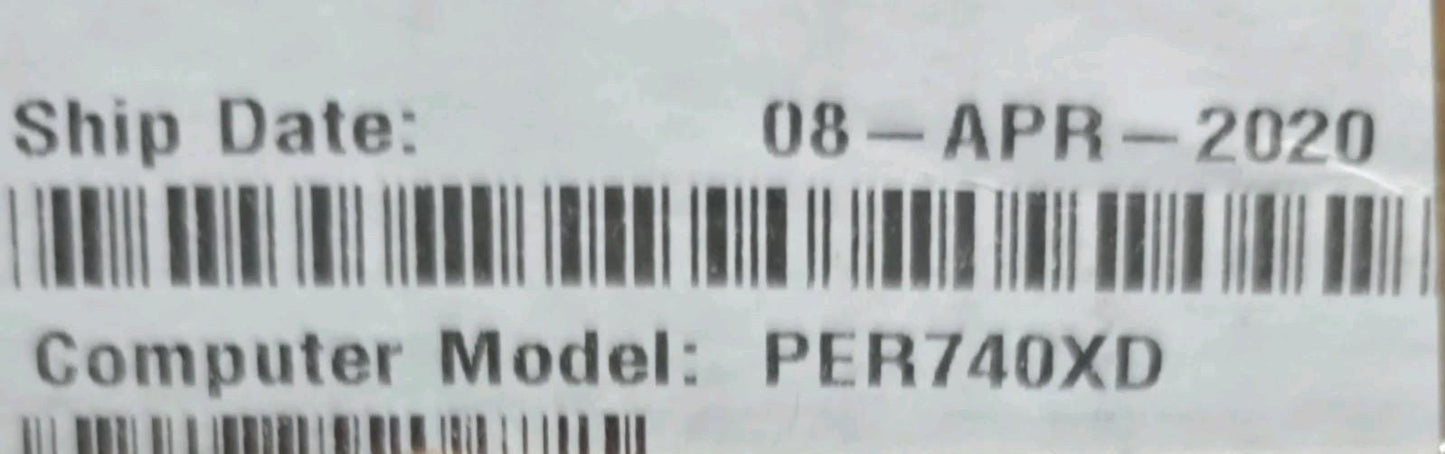 Ship Date: 08-APR-2020
Computer Model: PER740XD